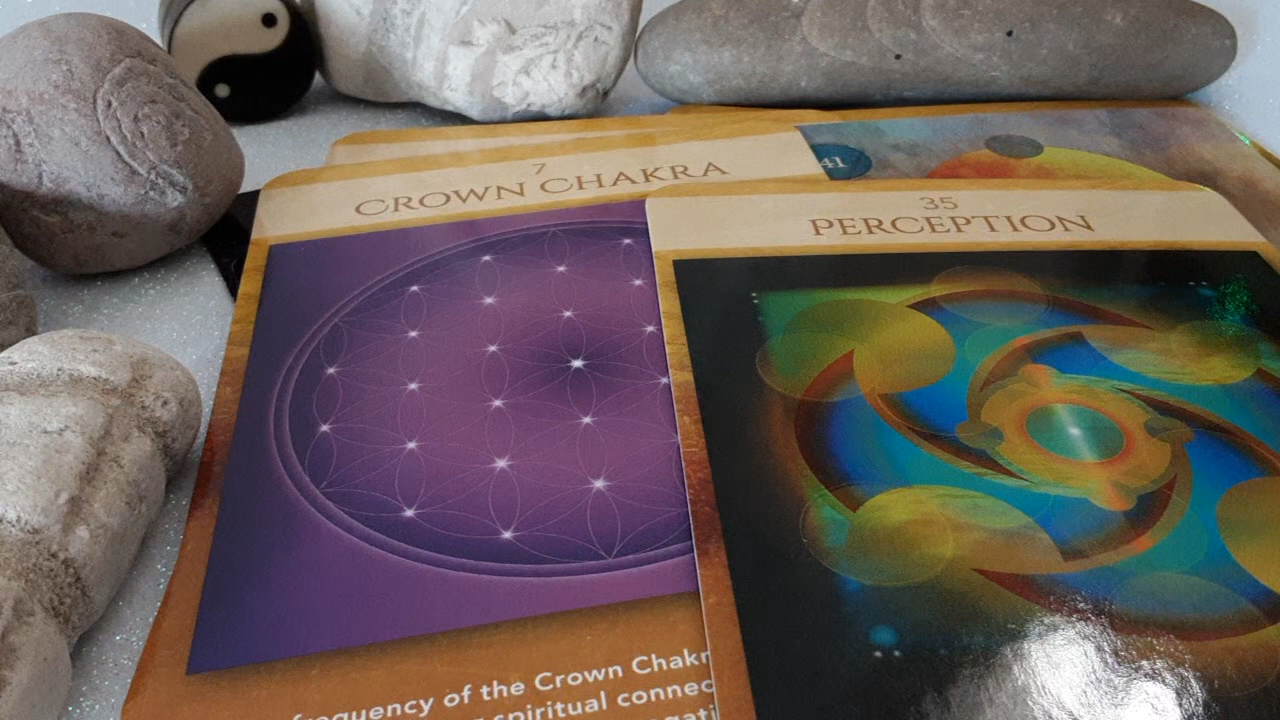 7
CROWN CHAKRA
41
35
PERCEPTION
frequency of the Crown Chakr
spiritual connec